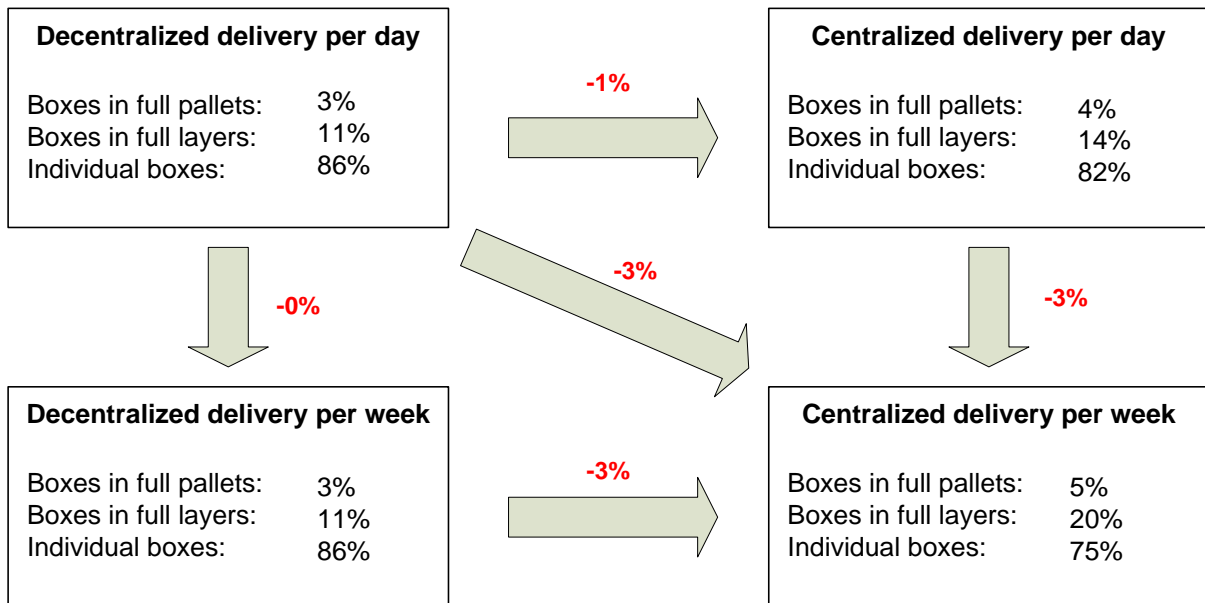 Decentralized delivery per day
Boxes in full pallets: 3%
Boxes in full layers: 11%
Individual boxes: 86%
-1%
Centralized delivery per day
Boxes in full pallets: 4%
Boxes in full layers: 14%
Individual boxes: 82%
-0%
-3%
-3%
Decentralized delivery per week
Boxes in full pallets: 3%
Boxes in full layers: 11%
Individual boxes: 86%
-3%
Centralized delivery per week
Boxes in full pallets: 5%
Boxes in full layers: 20%
Individual boxes: 75%